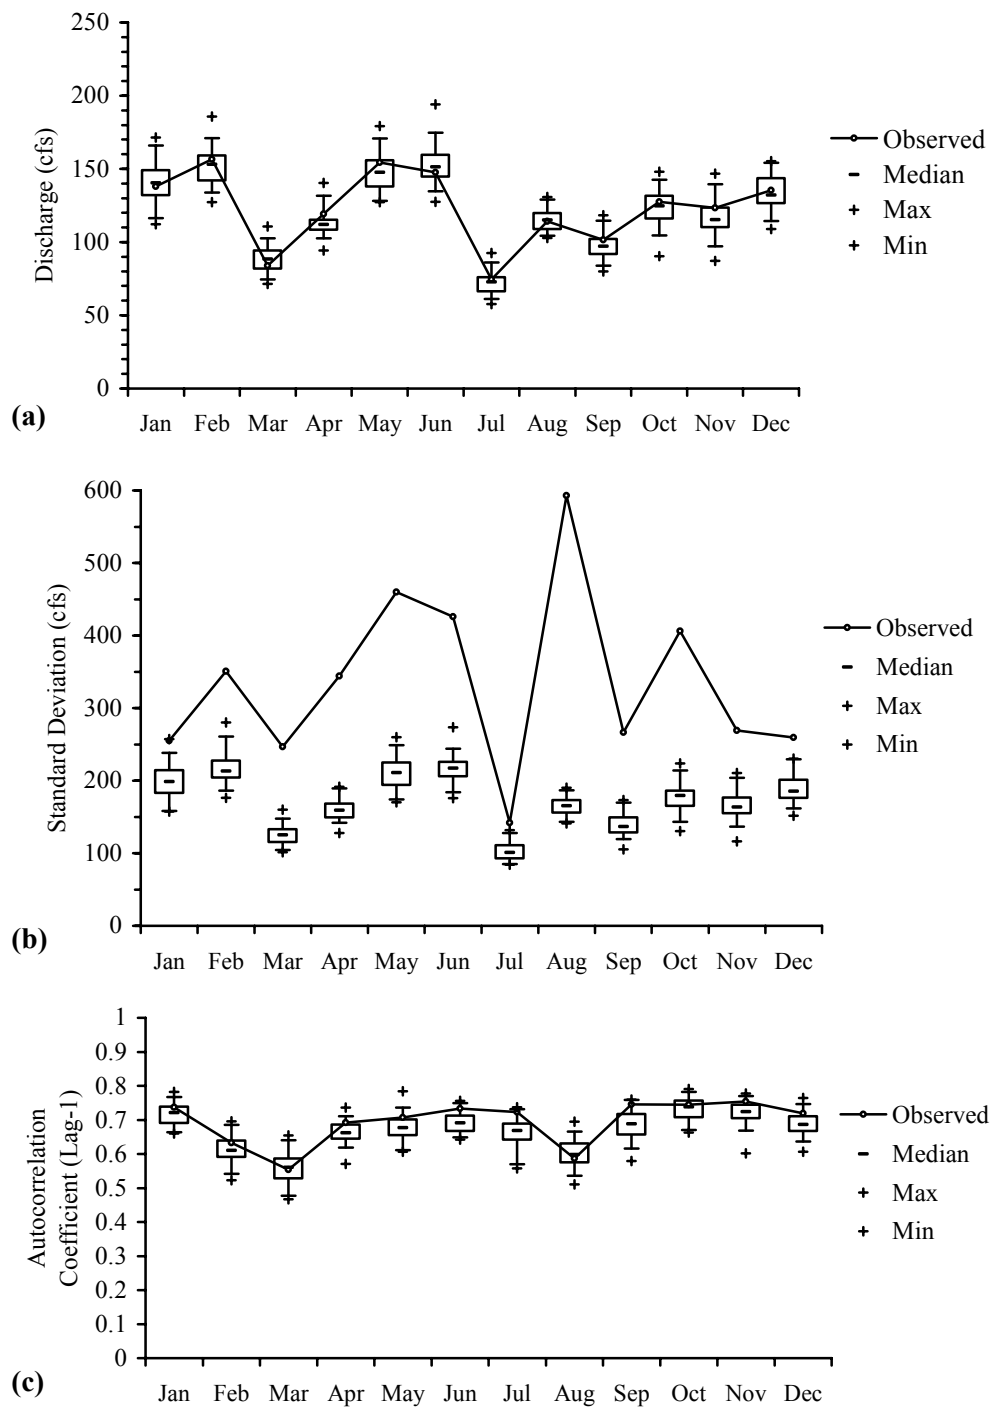 250
200
150
100
50
0
Discharge (cfs)
Observed
Median
Max
Min
(a)
Jan Feb Mar Apr May Jun Jul Aug Sep Oct Nov Dec
600
500
400
300
200
100
0
Standard Deviation (cfs)
Observed
Median
Max
Min
(b)
Jan Feb Mar Apr May Jun Jul Aug Sep Oct Nov Dec
1
0.9
0.8
0.7
0.6
0.5
0.4
0.3
0.2
0.1
0
Autocorrelation
Coefficient (Lag-1)
Observed
Median
Max
Min
(c)
Jan Feb Mar Apr May Jun Jul Aug Sep Oct Nov Dec